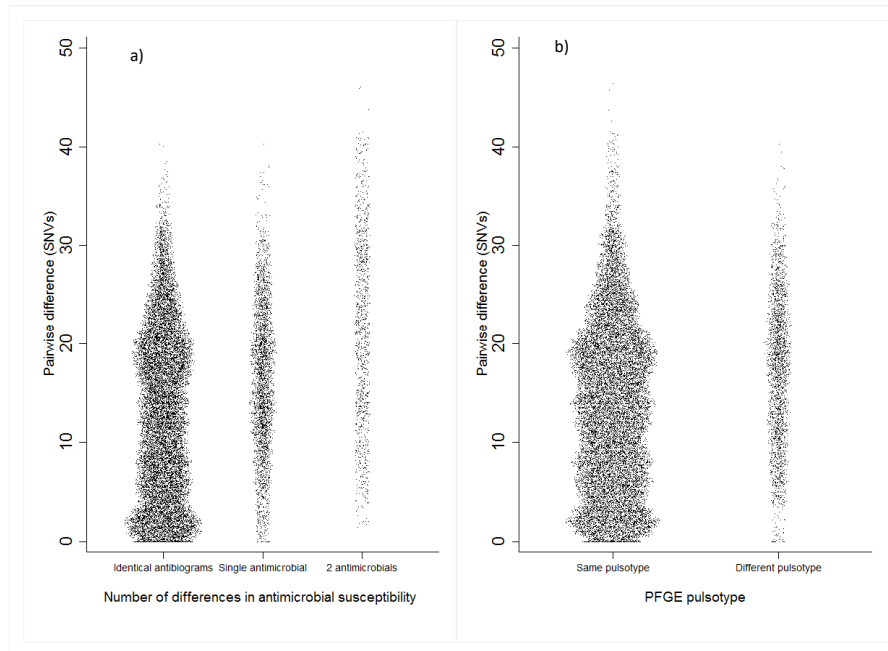 a)
Pairwise difference (SNVs)
50
40
30
20
10
0
Identical antibiograms Single antimicrobial 2 antimicrobials
Number of differences in antimicrobial susceptibility
b)
Pairwise difference (SNVs)
50
40
30
20
10
0
Same pulsotype Different pulsotype
PFGE pulsotype